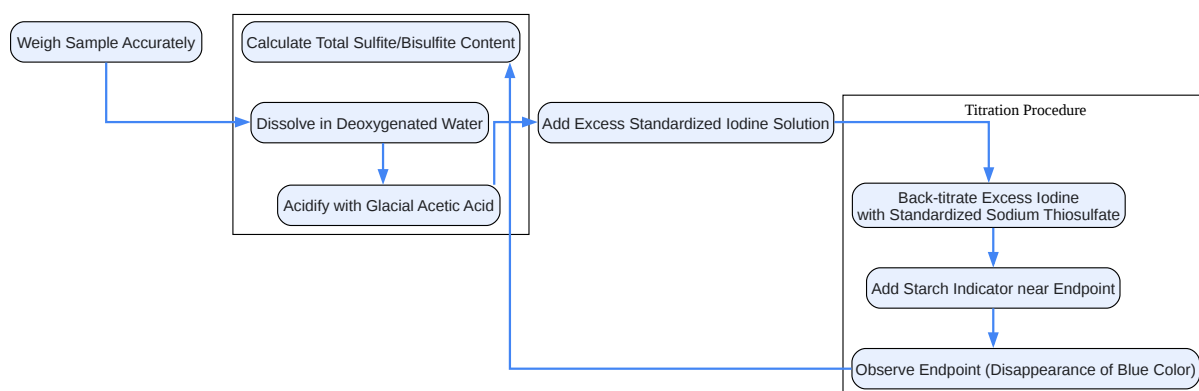 Weigh Sample Accurately
Calculate Total Sulfite/Bisulfite Content
Dissolve in Deoxygenated Water
Acidify with Glacial Acetic Acid
Add Excess Standardized Iodine Solution
Titration Procedure
Back-titrate Excess Iodine
with Standardized Sodium Thiosulfate
Add Starch Indicator near Endpoint
Observe Endpoint (Disappearance of Blue Color)